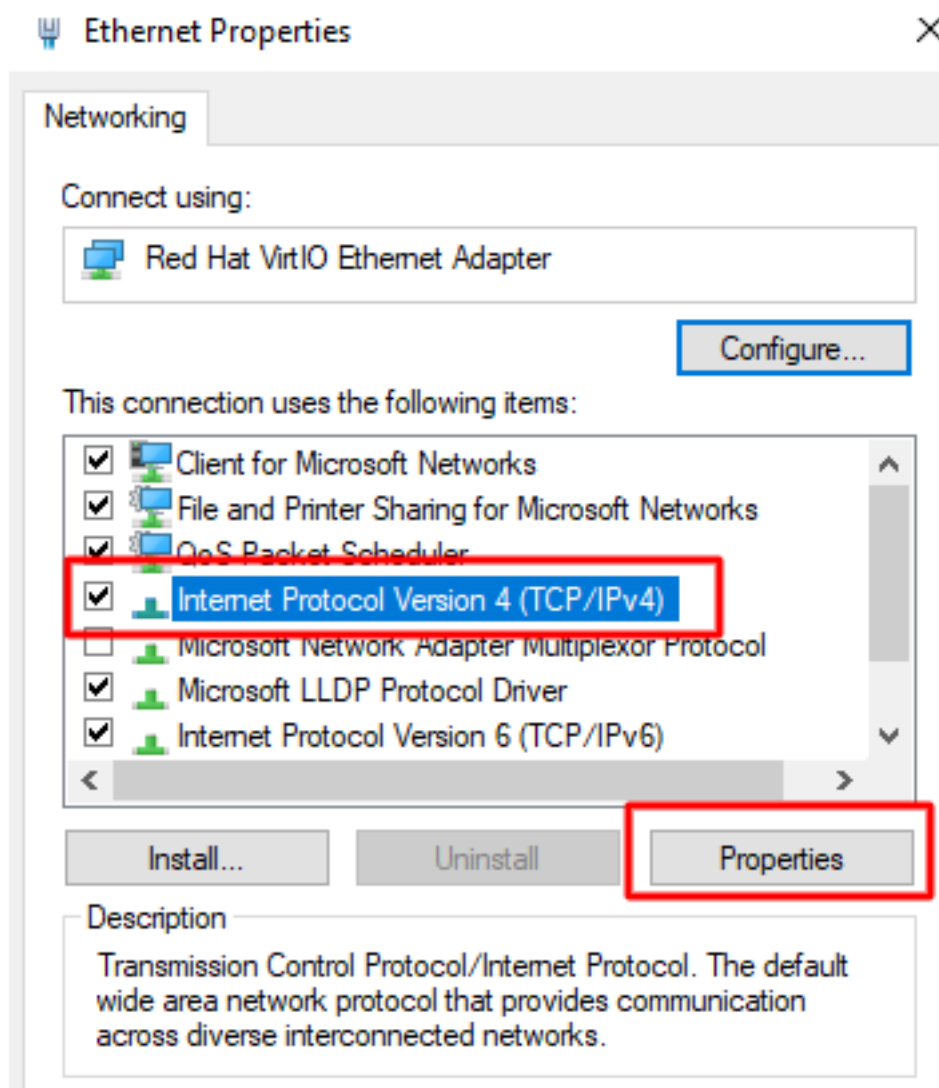 Ethernet Properties
Networking
Connect using:
Red Hat VirtIO Ethernet Adapter
Configure...
This connection uses the following items:
Client for Microsoft Networks
File and Printer Sharing for Microsoft Networks
QoS Packet Scheduler
Internet Protocol Version 4 (TCP/IPv4)
Microsoft Network Adapter Multiplexor Protocol
Microsoft LLDP Protocol Driver
Internet Protocol Version 6 (TCP/IPv6)
Install...
Uninstall
Properties
Description
Transmission Control Protocol/Internet Protocol. The default
wide area network protocol that provides communication
across diverse interconnected networks.